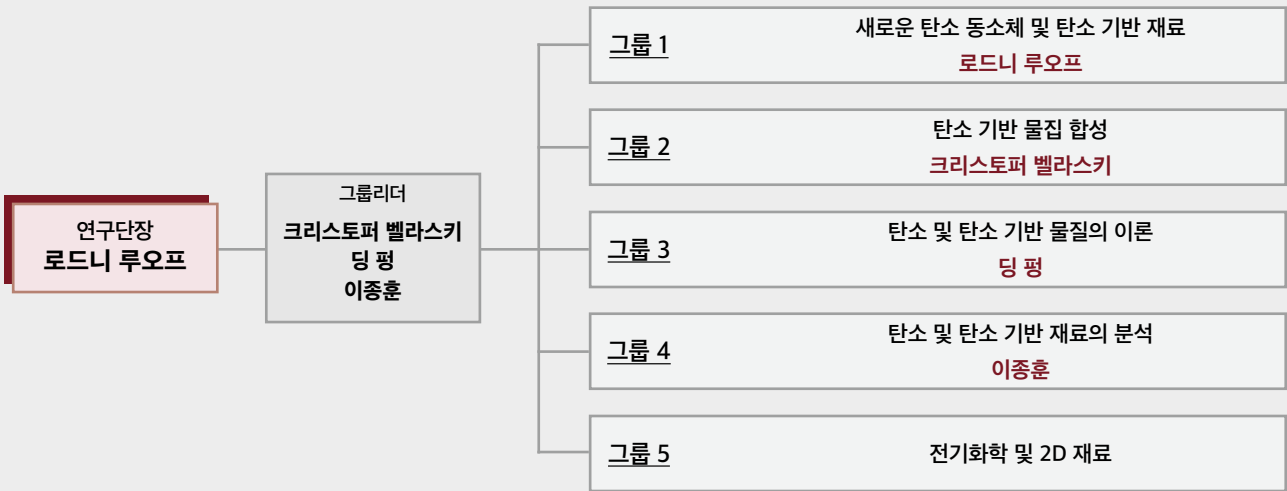 연구단장
로드니 루오프
그룹리더
크리스토퍼 벨라스키
딩 펑
이종훈
그룹 1
새로운 탄소 동소체 및 탄소 기반 재료
로드니 루오프
그룹 2
탄소 기반 물집 합성
크리스토퍼 벨라스키
그룹 3
탄소 및 탄소 기반 물질의 이론
딩 펑
그룹 4
탄소 및 탄소 기반 재료의 분석
이종훈
그룹 5
전기화학 및 2D 재료